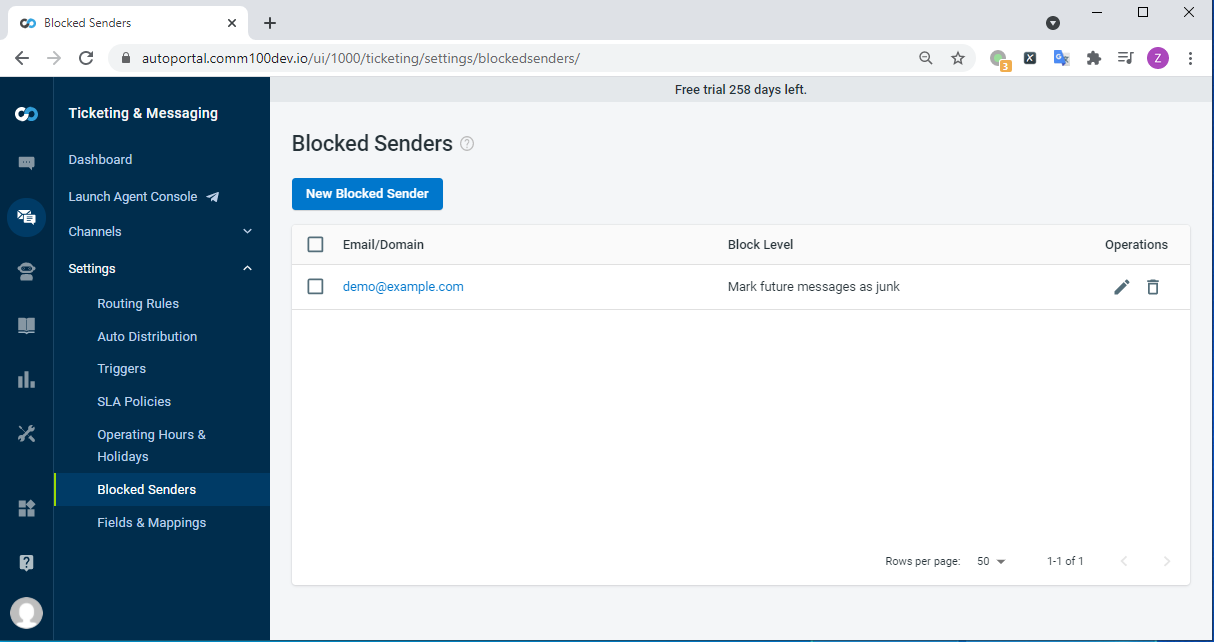 Blocked Senders
autoportal.comm100dev.io/ui/1000/ticketing/settings/blockedsenders/
3
X
G
Z
Free trial 258 days left.
Ticketing & Messaging
Dashboard
Launch Agent Console
Channels
Settings
Routing Rules
Auto Distribution
Triggers
SLA Policies
Operating Hours &
Holidays
Blocked Senders
Fields & Mappings
Blocked Senders ?
New Blocked Sender
Email/Domain Block Level Operations
demo@example.com Mark future messages as junk
Rows per page: 50 1-1 of 1
?